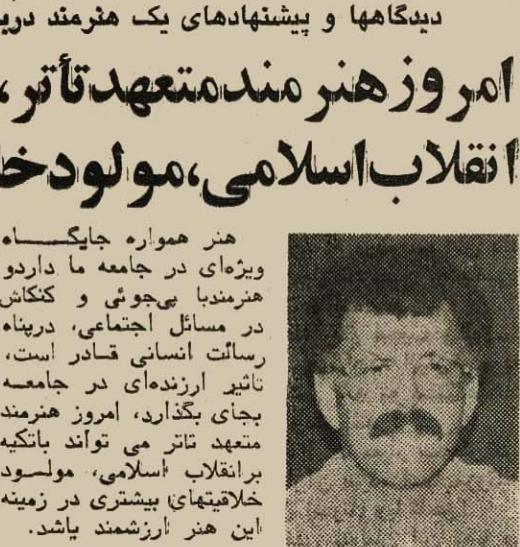 دیدگاهها و پیشنهادهای یک هنرمند
امروز هنرمند متعهد تأتر،
انقلاب اسلامی، مولود
هنر همواره جایگاه
ویژه‌ای در جامعه ما داردو
هنرمندبا پی‌جوئی و کنکاش
در مسائل اجتماعی، درپناه
رسالت انسانی قادر است،
تاثیر ارزنده‌ای در جامعه
بجای بگذارد، امروز هنرمند
متعهد تاتر می تواند باتکیه
برانقلاب اسلامی، مولود
خلاقیتهای بیشتری در زمینه
این هنر ارزشمند باشد.